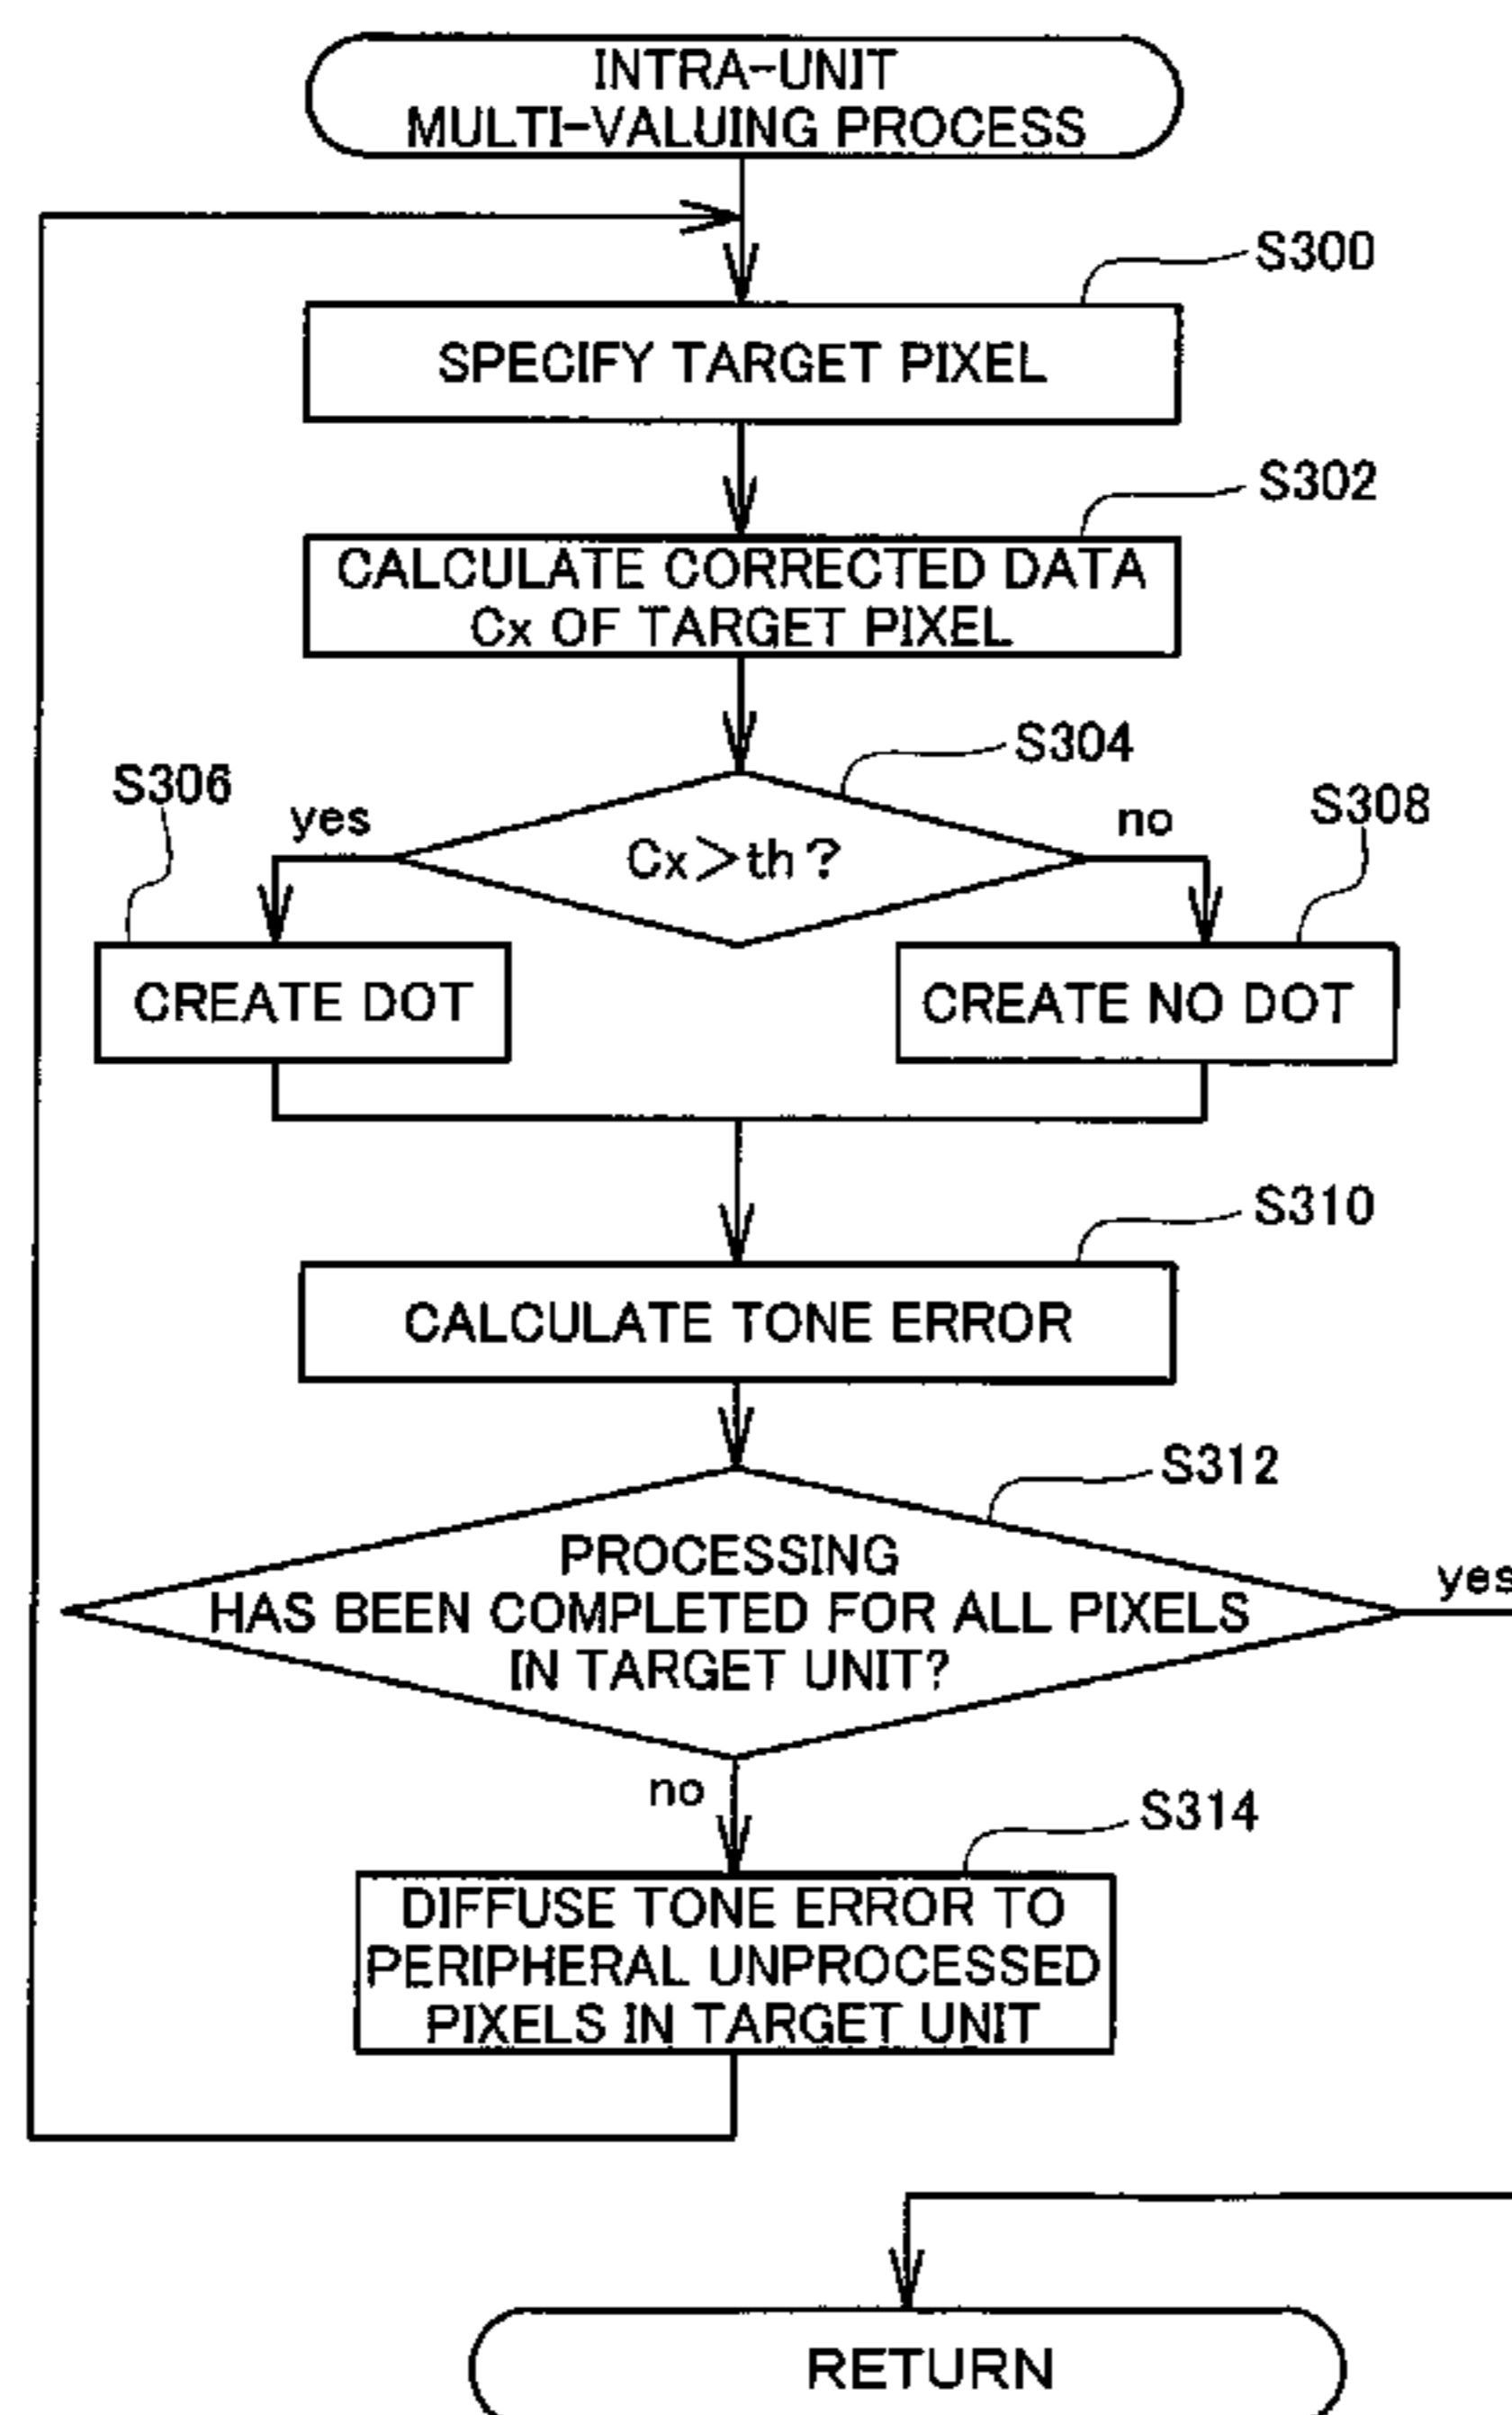 INTRA-UNIT
MULTI-VALUING PROCESS
S300
SPECIFY TARGET PIXEL
S302
CALCULATE CORRECTED DATA
Cx OF TARGET PIXEL
S304
S306
yes
Cx>th?
no
S308
CREATE DOT
CREATE NO DOT
S310
CALCULATE TONE ERROR
S312
PROCESSING
HAS BEEN COMPLETED FOR ALL PIXELS
IN TARGET UNIT?
yes
no
S314
DIFFUSE TONE ERROR TO
PERIPHERAL UNPROCESSED
PIXELS IN TARGET UNIT
RETURN